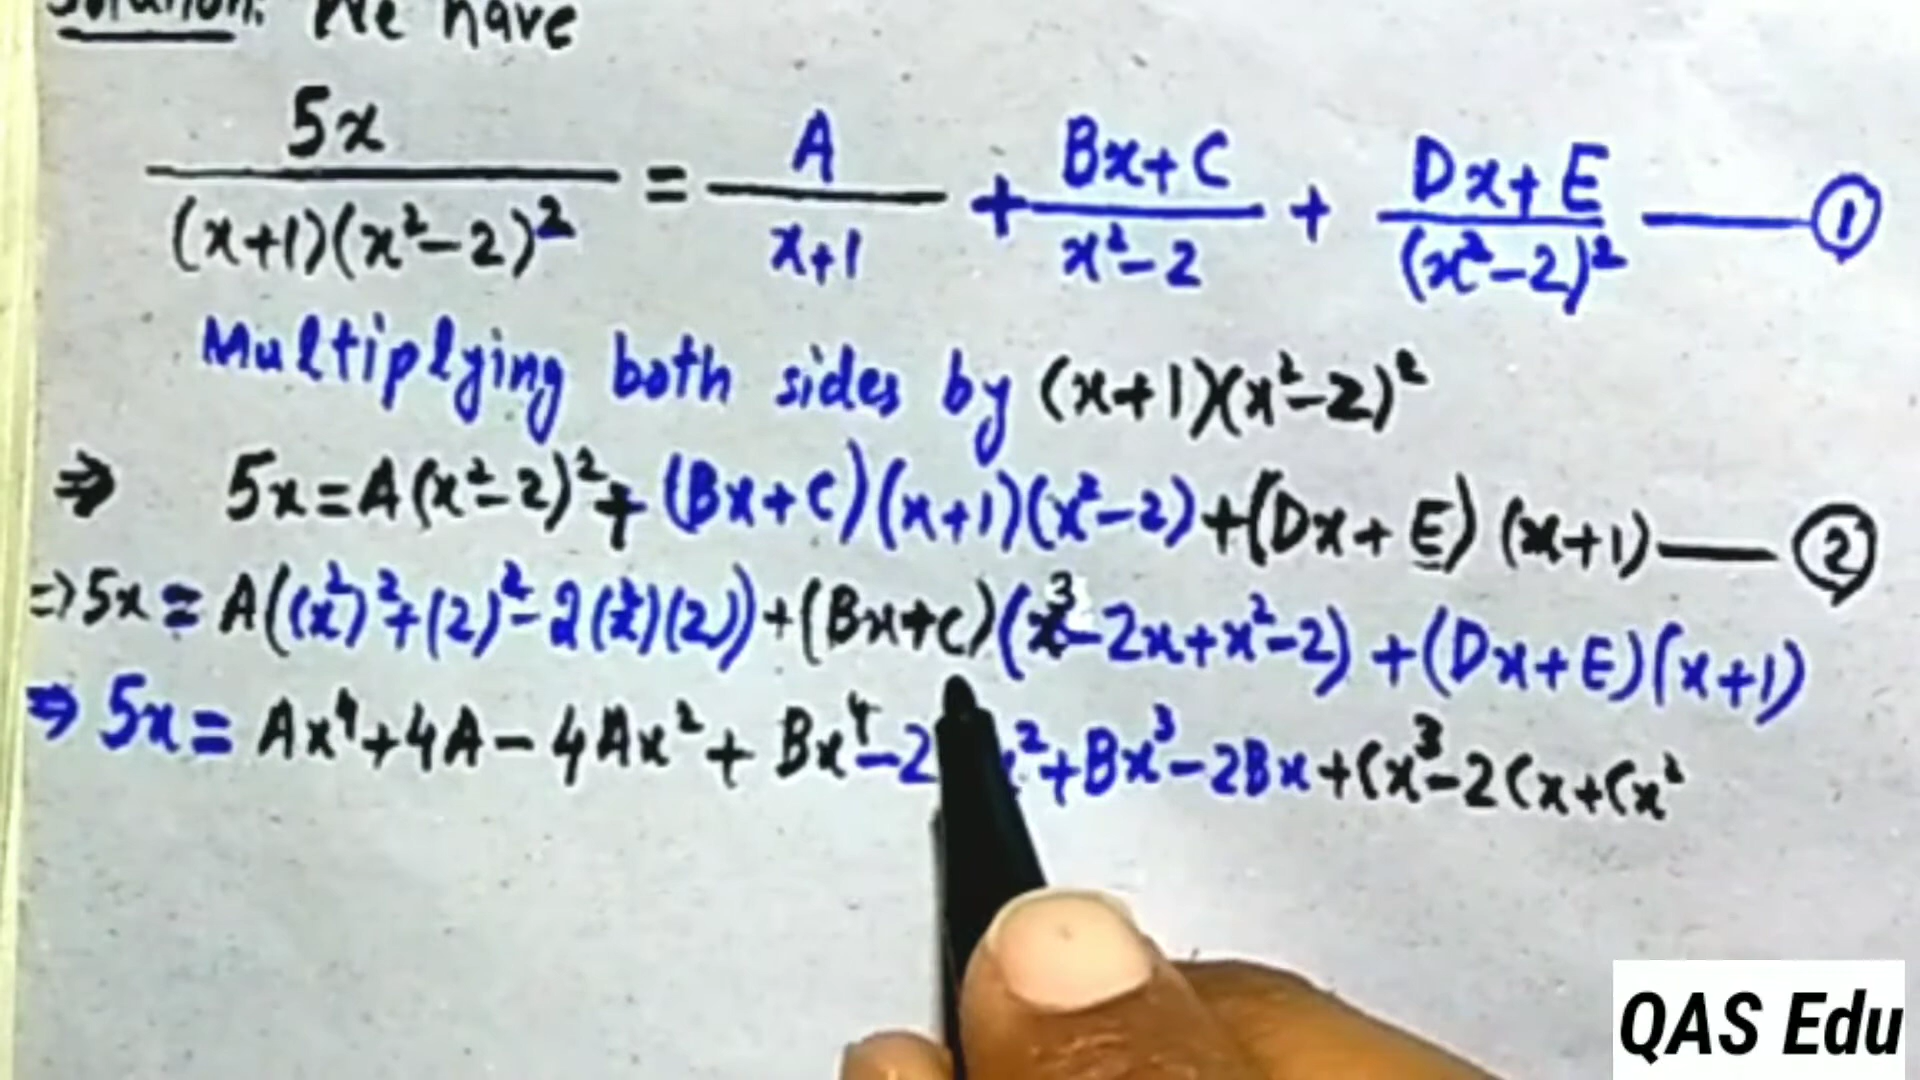 Solution: We have
5x/((x+1)(x²-2)²) = A/(x+1) + (Bx+C)/(x²-2) + (Dx+E)/((x²-2)²) — ①
Multiplying both sides by (x+1)(x²-2)²
⇒ 5x=A(x²-2)²+(Bx+C)(x+1)(x²-2)+(Dx+E)(x+1) — ②
⇒ 5x = A((x²)²+(2)²-2(x²)(2))+(Bx+C)(x³-2x+x²-2)+(Dx+E)(x+1)
⇒ 5x = Ax⁴+4A-4Ax²+Bx⁴-2 x²+Bx³-2Bx+Cx³-2Cx+Cx²
QAS Edu